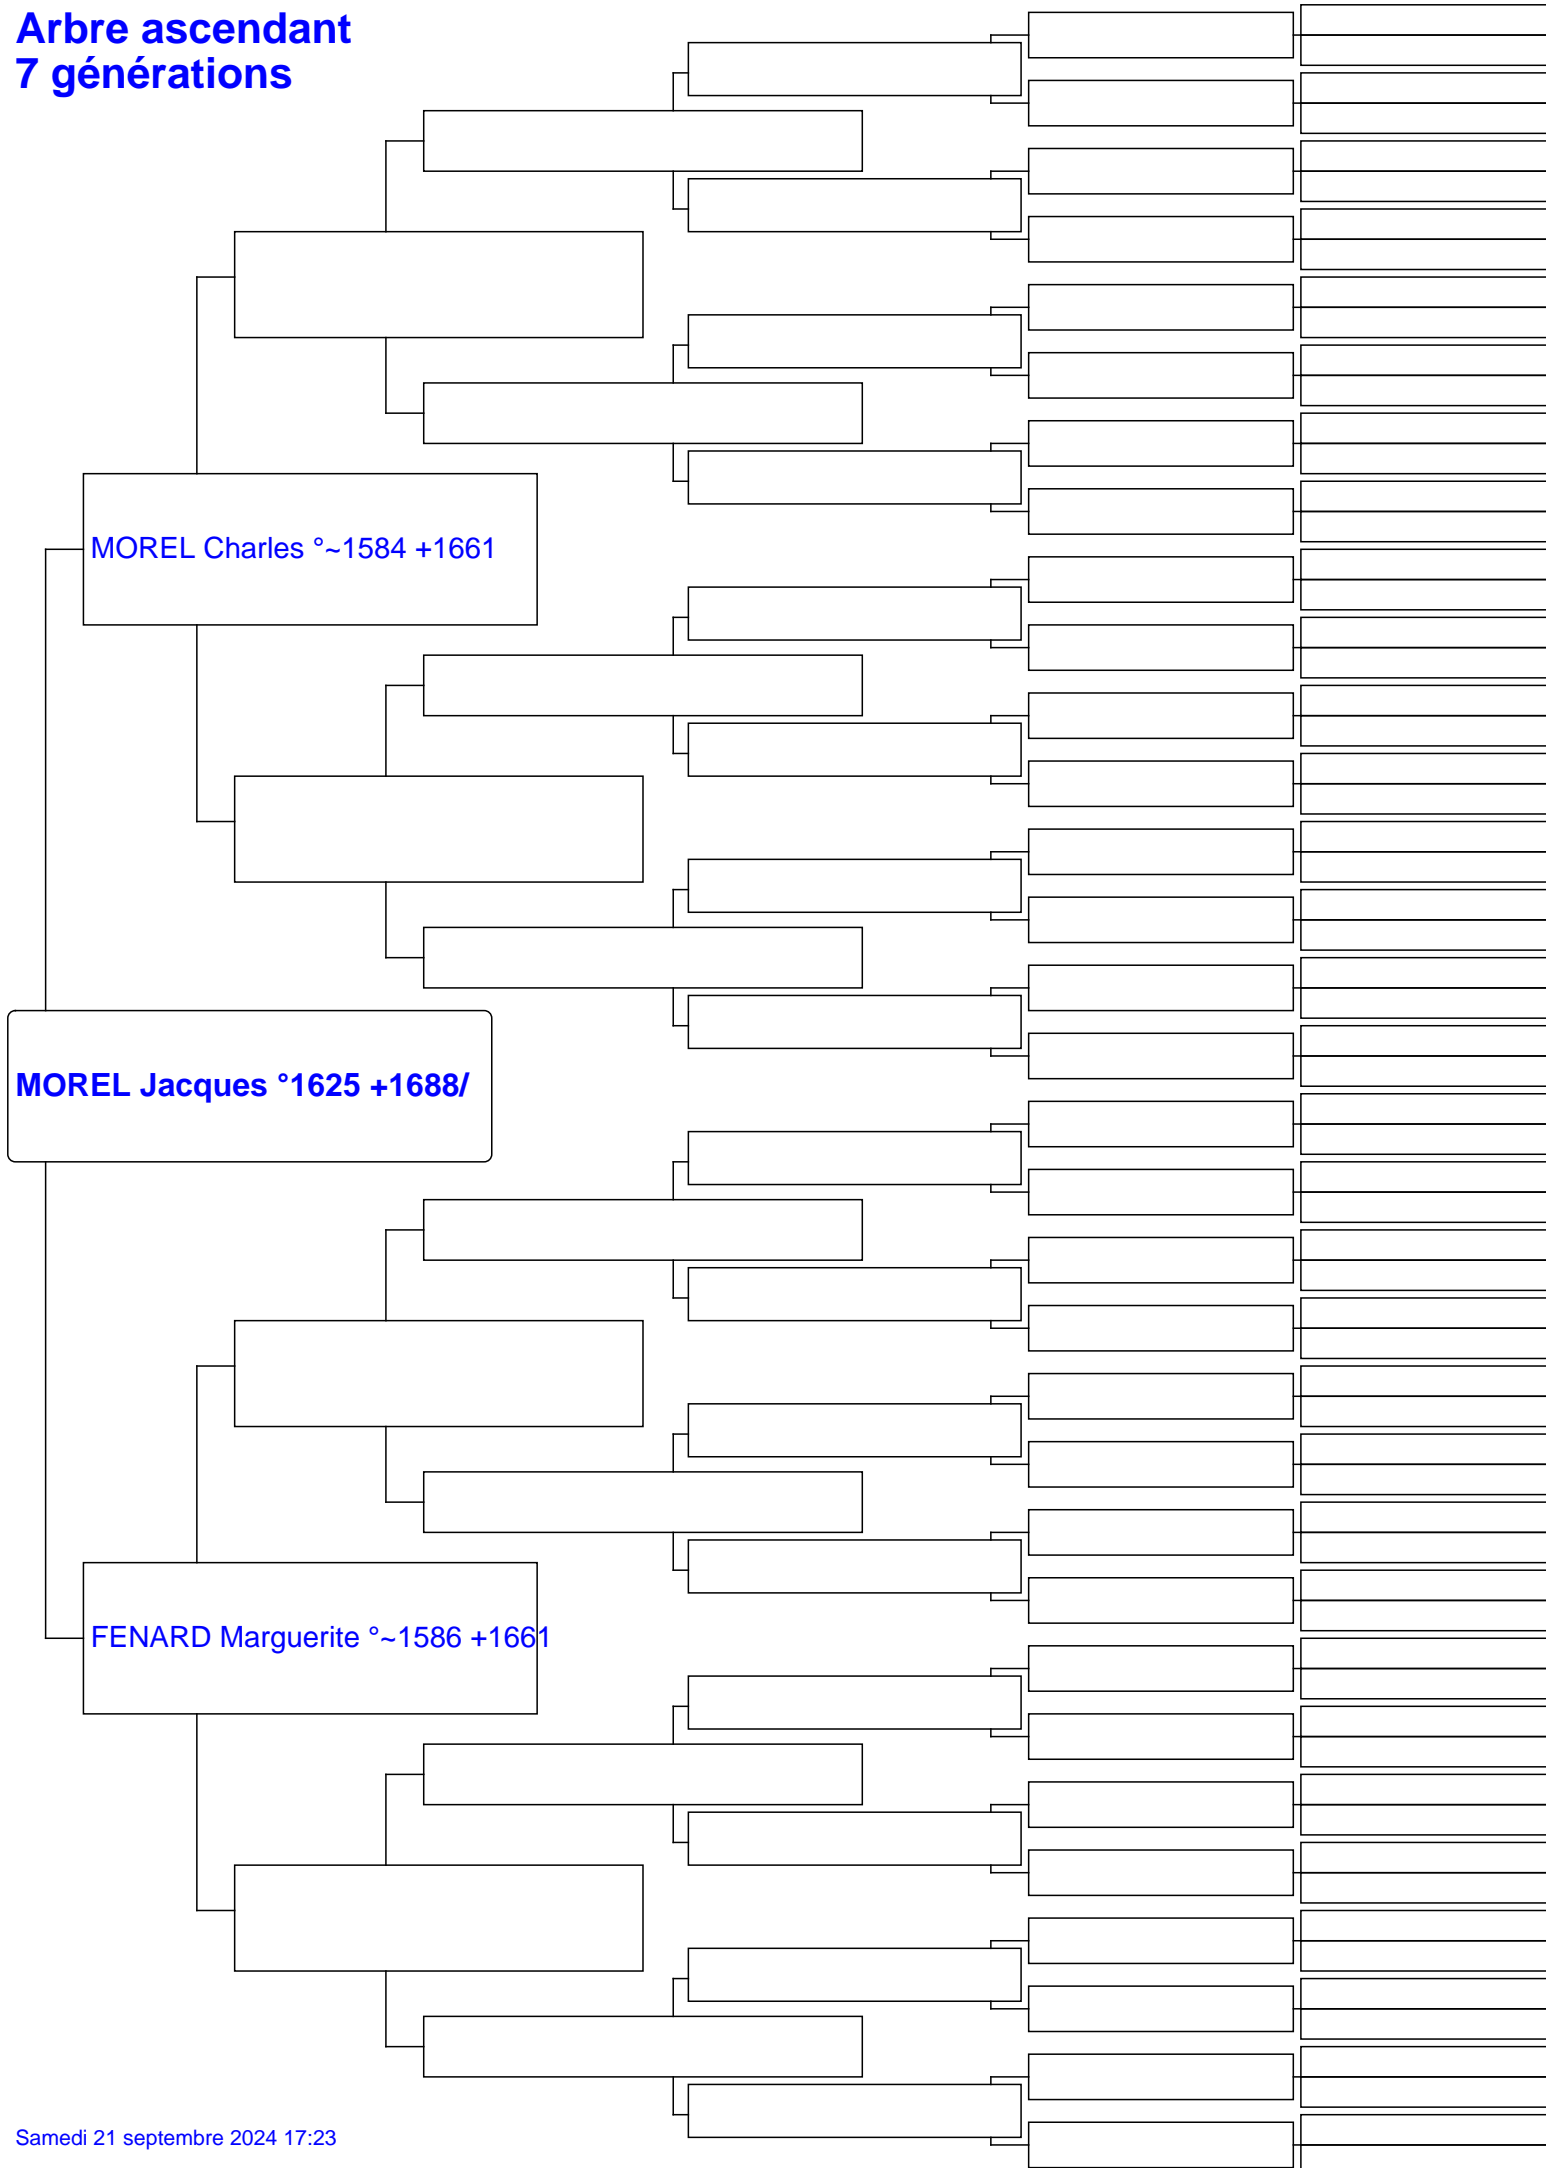 Arbre ascendant
7 générations
MOREL Charles °~1584 +1661
MOREL Jacques °1625 +1688/
FENARD Marguerite °~1586 +1661
Samedi 21 septembre 2024 17:23